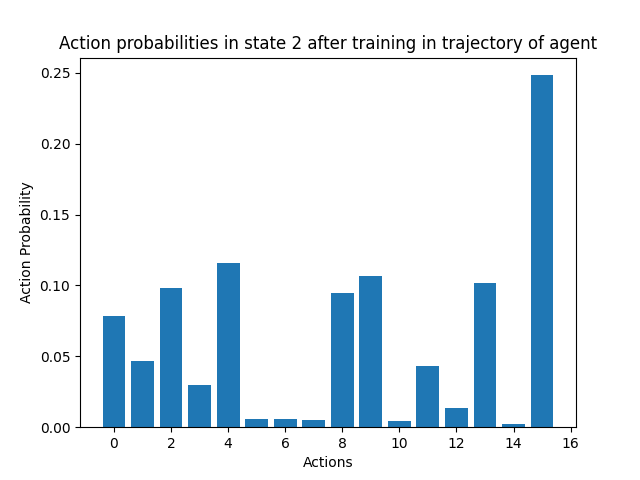 Action probabilities in state 2 after training in trajectory of agent
0.25
0.20
0.15
0.10
0.05
0.00
Action Probability
0 2 4 6 8 10 12 14 16
Actions